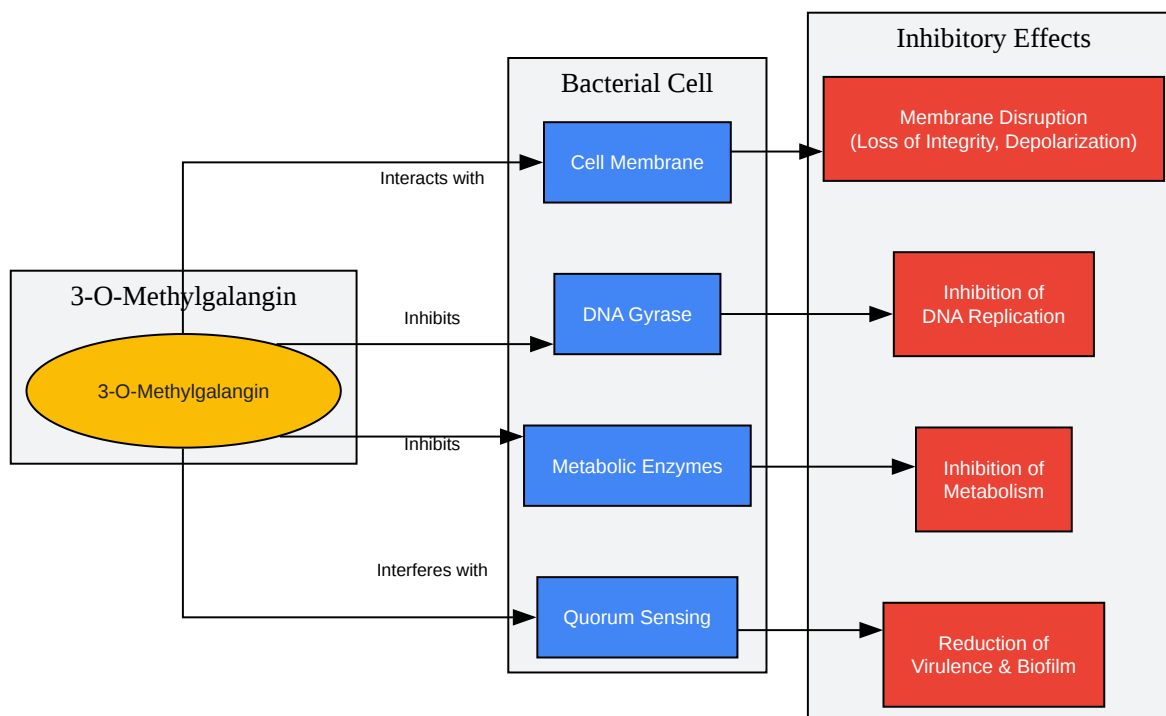 Inhibitory Effects
Bacterial Cell
Membrane Disruption
(Loss of Integrity, Depolarization)
Cell Membrane
Interacts with
3-O-Methylgalangin
Inhibits
DNA Gyrase
Inhibition of
DNA Replication
3-O-Methylgalangin
Inhibits
Metabolic Enzymes
Inhibition of
Metabolism
Interferes with
Quorum Sensing
Reduction of
Virulence & Biofilm